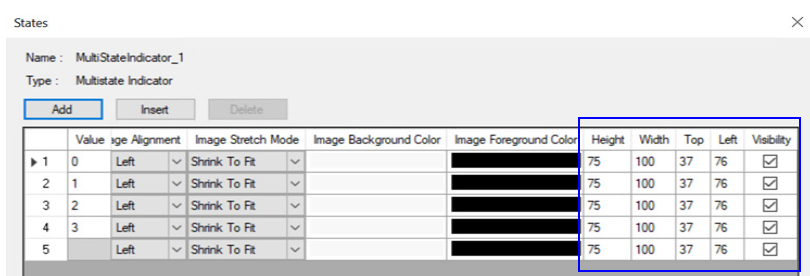 States
Name : MultiStateIndicator_1
Type : Multistate Indicator
Add Insert Delete
Value age Alignment Image Stretch Mode Image Background Color Image Foreground Color Height Width Top Left Visibility
1 0 Left Shrink To Fit 75 100 37 76
2 1 Left Shrink To Fit 75 100 37 76
3 2 Left Shrink To Fit 75 100 37 76
4 3 Left Shrink To Fit 75 100 37 76
5 Left Shrink To Fit 75 100 37 76